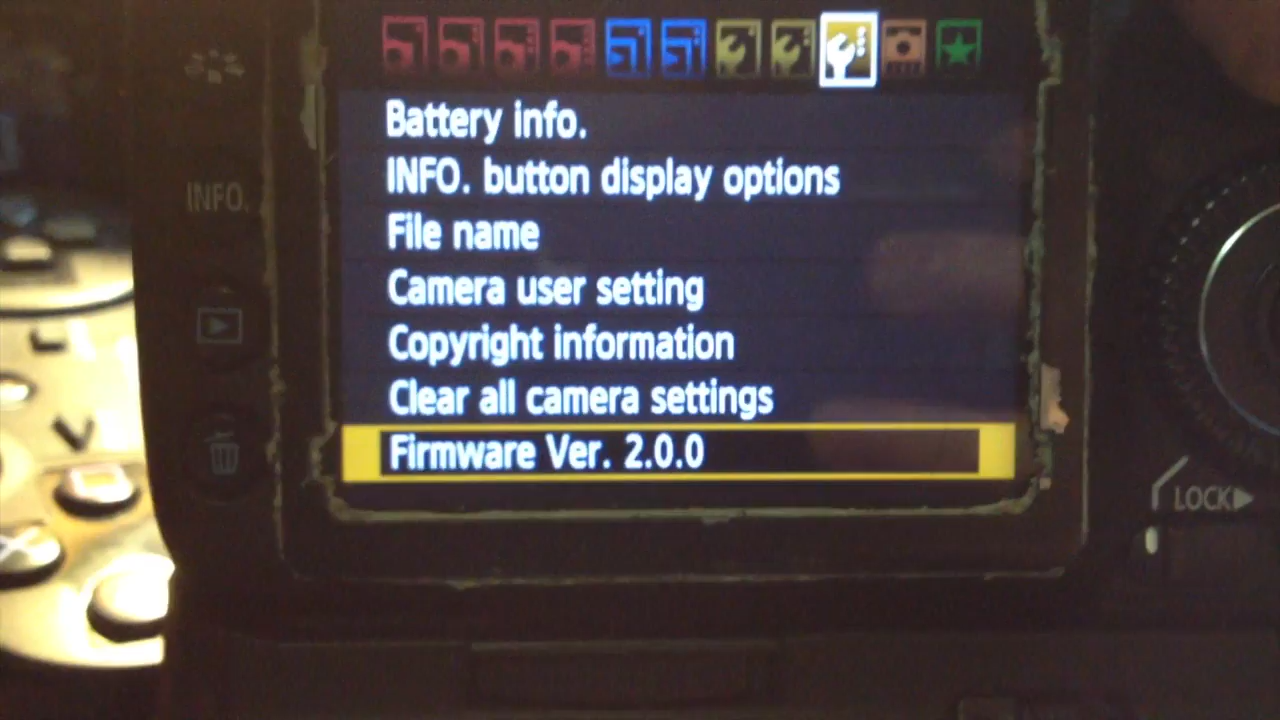 Battery info.
INFO. button display options
INFO.
File name
Camera user setting
Copyright information
Clear all camera settings
Firmware Ver. 2.0.0
LOCK